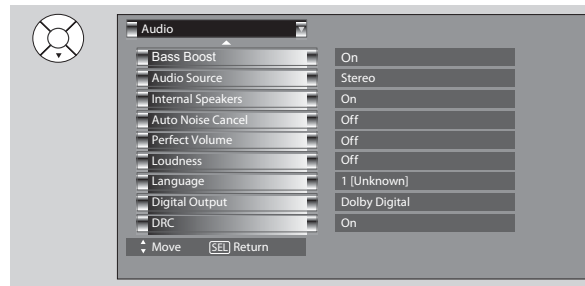 Audio
Bass Boost On
Audio Source Stereo
Internal Speakers On
Auto Noise Cancel Off
Perfect Volume Off
Loudness Off
Language 1 [Unknown]
Digital Output Dolby Digital
DRC On
Move SEL Return